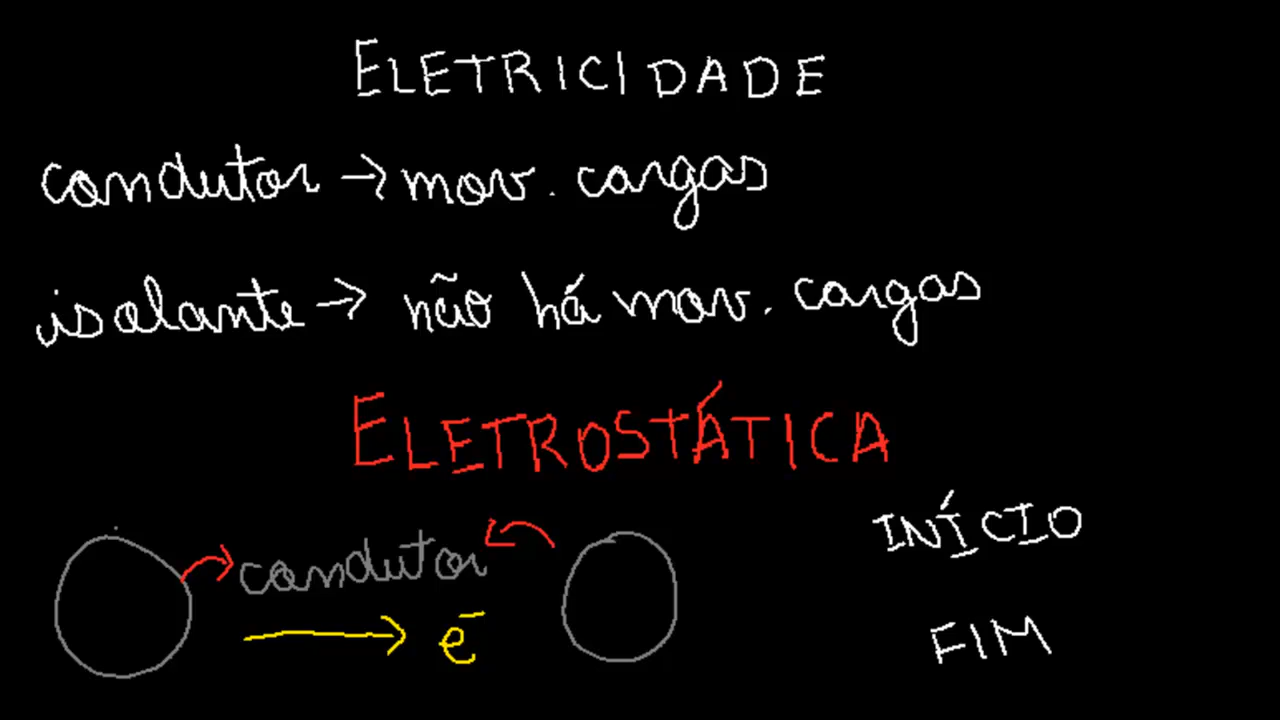 ELETRICIDADE
condutor → mov. cargas
isolante → não há mov. cargas
ELETROSTÁTICA
condutor
→ e⁻
INÍCIO
FIM